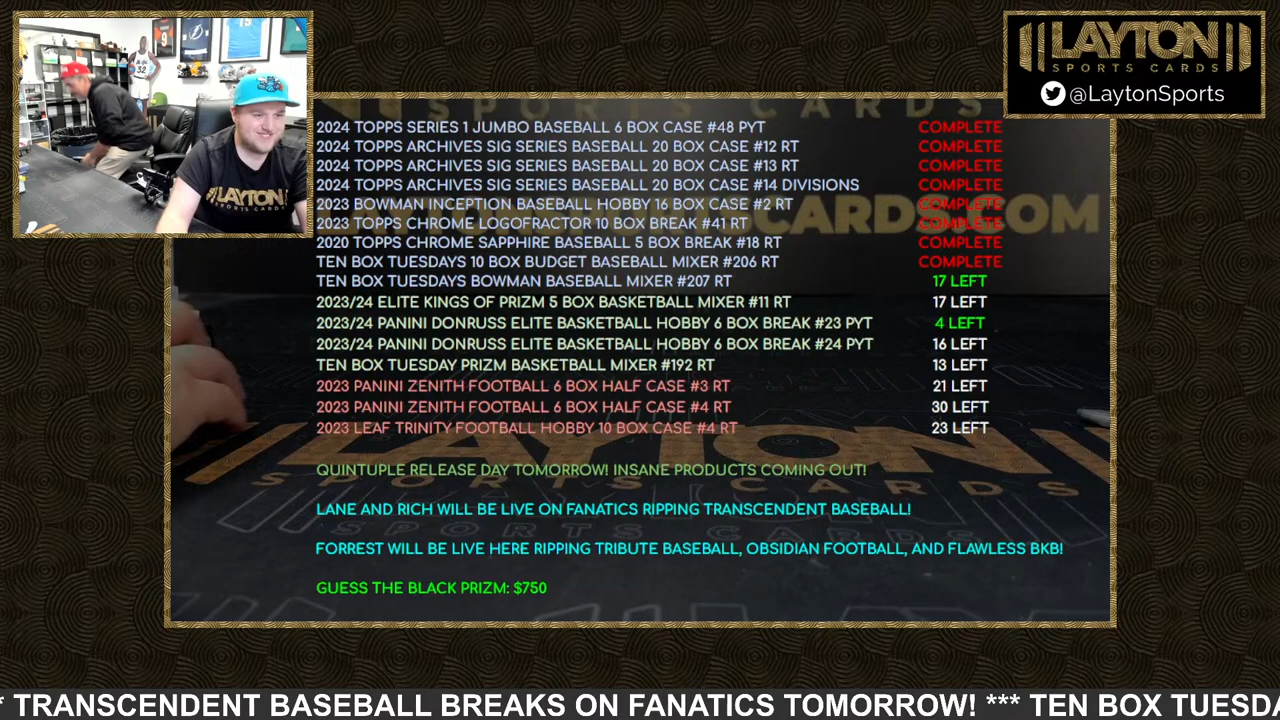 LAYTON
SPORTS CARDS
@LaytonSports
SPORTS CARDS
CARDS.COM
2024 TOPPS SERIES 1 JUMBO BASEBALL 6 BOX CASE #48 PYT COMPLETE
2024 TOPPS ARCHIVES SIG SERIES BASEBALL 20 BOX CASE #12 RT COMPLETE
2024 TOPPS ARCHIVES SIG SERIES BASEBALL 20 BOX CASE #13 RT COMPLETE
2024 TOPPS ARCHIVES SIG SERIES BASEBALL 20 BOX CASE #14 DIVISIONS COMPLETE
2023 BOWMAN INCEPTION BASEBALL HOBBY 16 BOX CASE #2 RT COMPLETE
2023 TOPPS CHROME LOGOFRACTOR 10 BOX BREAK #41 RT COMPLETE
2020 TOPPS CHROME SAPPHIRE BASEBALL 5 BOX BREAK #18 RT COMPLETE
TEN BOX TUESDAYS 10 BOX BUDGET BASEBALL MIXER #206 RT COMPLETE
TEN BOX TUESDAYS BOWMAN BASEBALL MIXER #207 RT 17 LEFT
2023/24 ELITE KINGS OF PRIZM 5 BOX BASKETBALL MIXER #11 RT 17 LEFT
2023/24 PANINI DONRUSS ELITE BASKETBALL HOBBY 6 BOX BREAK #23 PYT 4 LEFT
2023/24 PANINI DONRUSS ELITE BASKETBALL HOBBY 6 BOX BREAK #24 PYT 16 LEFT
TEN BOX TUESDAY PRIZM BASKETBALL MIXER #192 RT 13 LEFT
2023 PANINI ZENITH FOOTBALL 6 BOX HALF CASE #3 RT 21 LEFT
2023 PANINI ZENITH FOOTBALL 6 BOX HALF CASE #4 RT 30 LEFT
2023 LEAF TRINITY FOOTBALL HOBBY 10 BOX CASE #4 RT 23 LEFT
LAYTON
SPORTS CARDS
QUINTUPLE RELEASE DAY TOMORROW! INSANE PRODUCTS COMING OUT!
LANE AND RICH WILL BE LIVE ON FANATICS RIPPING TRANSCENDENT BASEBALL!
FORREST WILL BE LIVE HERE RIPPING TRIBUTE BASEBALL, OBSIDIAN FOOTBALL, AND FLAWLESS BKB!
GUESS THE BLACK PRIZM: $750
LAYTON
SPORTS CARDS
* TRANSCENDENT BASEBALL BREAKS ON FANATICS TOMORROW! *** TEN BOX TUESDA